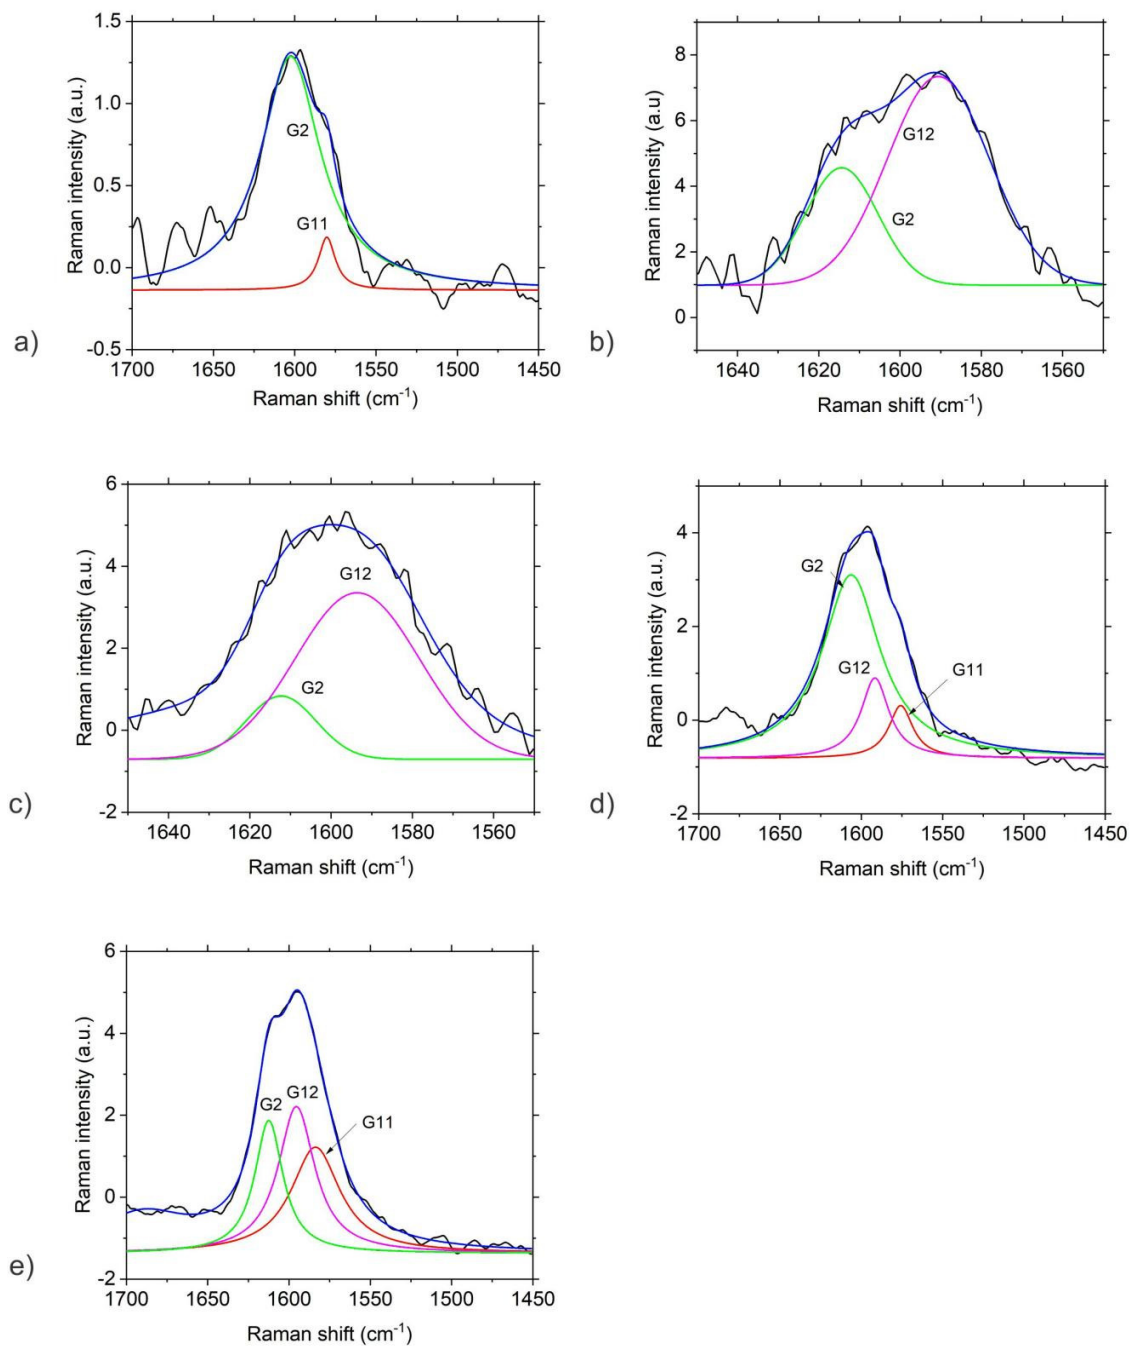 1.5
1.0
0.5
0.0
-0.5
Raman intensity (a.u.)
G2
G11
1700 1650 1600 1550 1500 1450
Raman shift (cm⁻¹)
a)
8
6
4
2
0
Raman intensity (a.u)
G12
G2
1640 1620 1600 1580 1560
Raman shift (cm⁻¹)
b)
6
4
2
0
-2
Raman intensity (a.u.)
G12
G2
1640 1620 1600 1580 1560
Raman shift (cm⁻¹)
c)
4
2
0
-2
Raman intensity (a.u.)
G2
G12
G11
1700 1650 1600 1550 1500 1450
Raman shift (cm⁻¹)
d)
6
4
2
0
-2
Raman intensity (a.u.)
G2 G12
G11
1700 1650 1600 1550 1500 1450
Raman shift (cm⁻¹)
e)